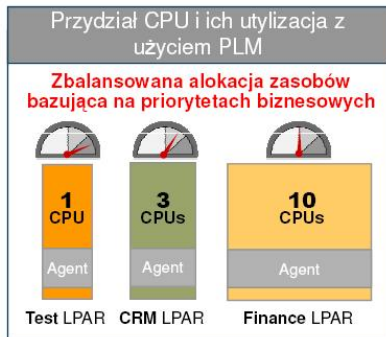 Przydział CPU i ich utylizacja z
użyciem PLM
Zbalansowana alokacja zasobów
bazująca na priorytetach biznesowych
1
CPU
3
CPUs
10
CPUs
Agent
Agent
Agent
Test LPAR
CRM LPAR
Finance LPAR